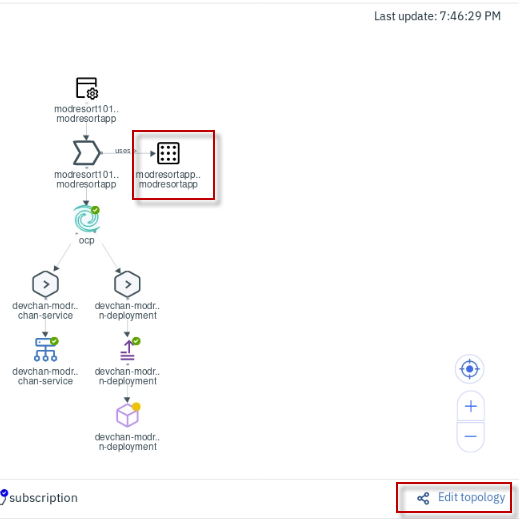 Last update: 7:46:29 PM
modresort101..
modresortapp
uses
modresort101..
modresortapp
modresortapp..
modresortapp
ocp
devchan-modr..
chan-service
devchan-modr..
n-deployment
devchan-modr..
chan-service
devchan-modr..
n-deployment
devchan-modr..
n-deployment
subscription
Edit topology